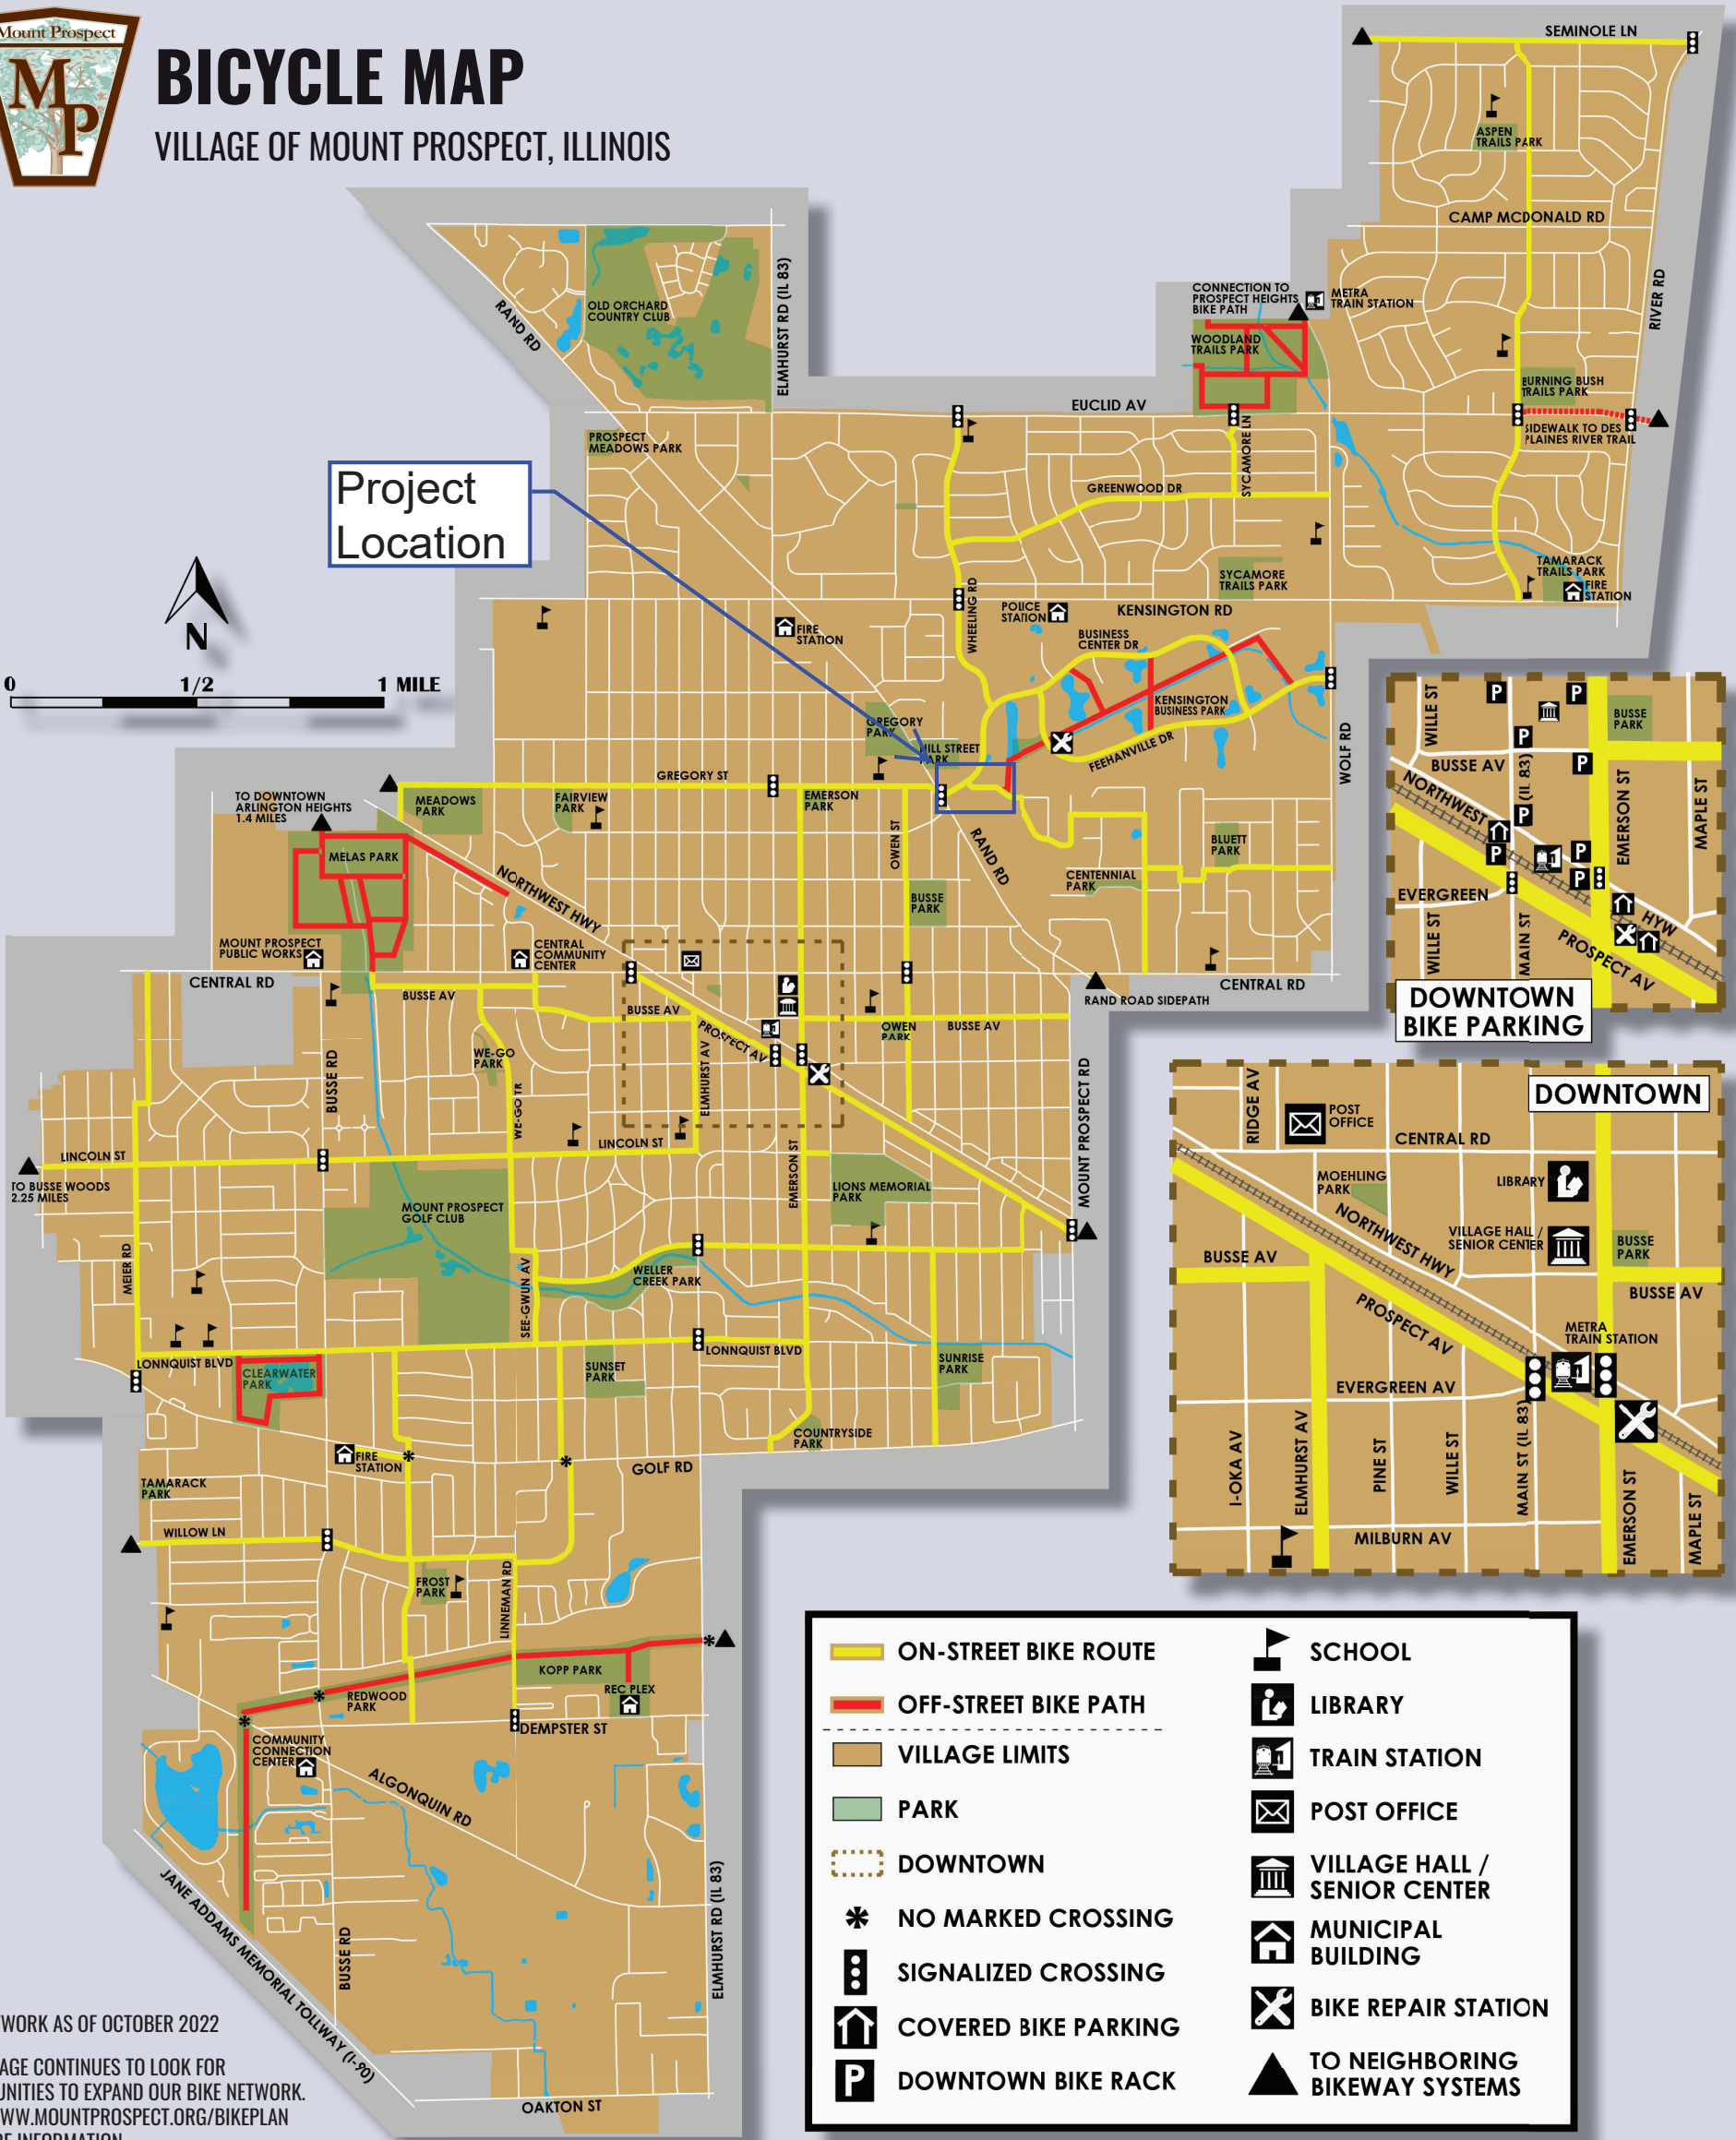 Mount Prospect
MP
BICYCLE MAP
VILLAGE OF MOUNT PROSPECT, ILLINOIS
SEMINOLE LN
ASPEN
TRAILS PARK
CAMP MCDONALD RD
RIVER RD
CONNECTION TO
PROSPECT HEIGHTS
BIKE PATH
METRA
TRAIN STATION
WOODLAND
TRAILS PARK
RAND RD
OLD ORCHARD
COUNTRY CLUB
ELMHURST RD (IL 83)
EUCLID AV
BURNING BUSH
TRAILS PARK
SIDEWALK TO DES
PLAINES RIVER TRAIL
PROSPECT
MEADOWS PARK
SYCAMORE LN
GREENWOOD DR
Project
Location
N
0 1/2 1 MILE
FIRE
STATION
WHEELING RD
POLICE
STATION
SYCAMORE
TRAILS PARK
KENSINGTON RD
TAMARACK
TRAILS PARK
FIRE
STATION
BUSINESS
CENTER DR
KENSINGTON
BUSINESS PARK
FEEHANVILLE DR
WOLF RD
GREGORY
PARK
HILL STREET
PARK
GREGORY ST
TO DOWNTOWN
ARLINGTON HEIGHTS
1.4 MILES
MEADOWS
PARK
FAIRVIEW
PARK
EMERSON
PARK
OWEN ST
RAND RD
BLUETT
PARK
CENTENNIAL
PARK
MELAS PARK
NORTHWEST HWY
BUSSE
PARK
MOUNT PROSPECT
PUBLIC WORKS
CENTRAL
COMMUNITY
CENTER
CENTRAL RD
CENTRAL RD
RAND ROAD SIDEPATH
BUSSE AV
BUSSE AV
PROSPECT AV
OWEN
PARK
BUSSE AV
WE-GO
PARK
WE-GO TR
BUSSE RD
ELMHURST AV
MOUNT PROSPECT RD
LINCOLN ST
LINCOLN ST
TO BUSSE WOODS
2.25 MILES
EMERSON ST
LIONS MEMORIAL
PARK
MOUNT PROSPECT
GOLF CLUB
MEIER RD
SEE-GWUN AV
WELLER
CREEK PARK
LONNQUIST BLVD
LONNQUIST BLVD
CLEARWATER
PARK
SUNSET
PARK
SUNRISE
PARK
COUNTRYSIDE
PARK
FIRE
STATION
GOLF RD
TAMARACK
PARK
WILLOW LN
FROST
PARK
LINNEMAN RD
KOPP PARK
REC PLEX
REDWOOD
PARK
DEMPSTER ST
COMMUNITY
CONNECTION
CENTER
ALGONQUIN RD
JANE ADDAMS MEMORIAL TOLLWAY (I-90)
BUSSE RD
ELMHURST RD (IL 83)
OAKTON ST
WILLE ST
P
P
BUSSE
PARK
P
BUSSE AV
(IL 83)
P
NORTHWEST
EMERSON ST
MAPLE ST
P
P
P
P
EVERGREEN
HYW
WILLE ST
MAIN ST
PROSPECT AV
DOWNTOWN
BIKE PARKING
DOWNTOWN
RIDGE AV
POST
OFFICE
CENTRAL RD
MOEHLING
PARK
LIBRARY
NORTHWEST HWY
VILLAGE HALL /
SENIOR CENTER
BUSSE
PARK
BUSSE AV
BUSSE AV
PROSPECT AV
METRA
TRAIN STATION
EVERGREEN AV
I-OKA AV
ELMHURST AV
PINE ST
WILLE ST
MAIN ST (IL 83)
EMERSON ST
MAPLE ST
MILBURN AV
ON-STREET BIKE ROUTE
OFF-STREET BIKE PATH
VILLAGE LIMITS
PARK
DOWNTOWN
* NO MARKED CROSSING
SIGNALIZED CROSSING
COVERED BIKE PARKING
P DOWNTOWN BIKE RACK
SCHOOL
LIBRARY
TRAIN STATION
POST OFFICE
VILLAGE HALL /
SENIOR CENTER
MUNICIPAL
BUILDING
BIKE REPAIR STATION
TO NEIGHBORING
BIKEWAY SYSTEMS
WORK AS OF OCTOBER 2022
AGE CONTINUES TO LOOK FOR
UNITIES TO EXPAND OUR BIKE NETWORK.
WW.MOUNTPROSPECT.ORG/BIKEPLAN